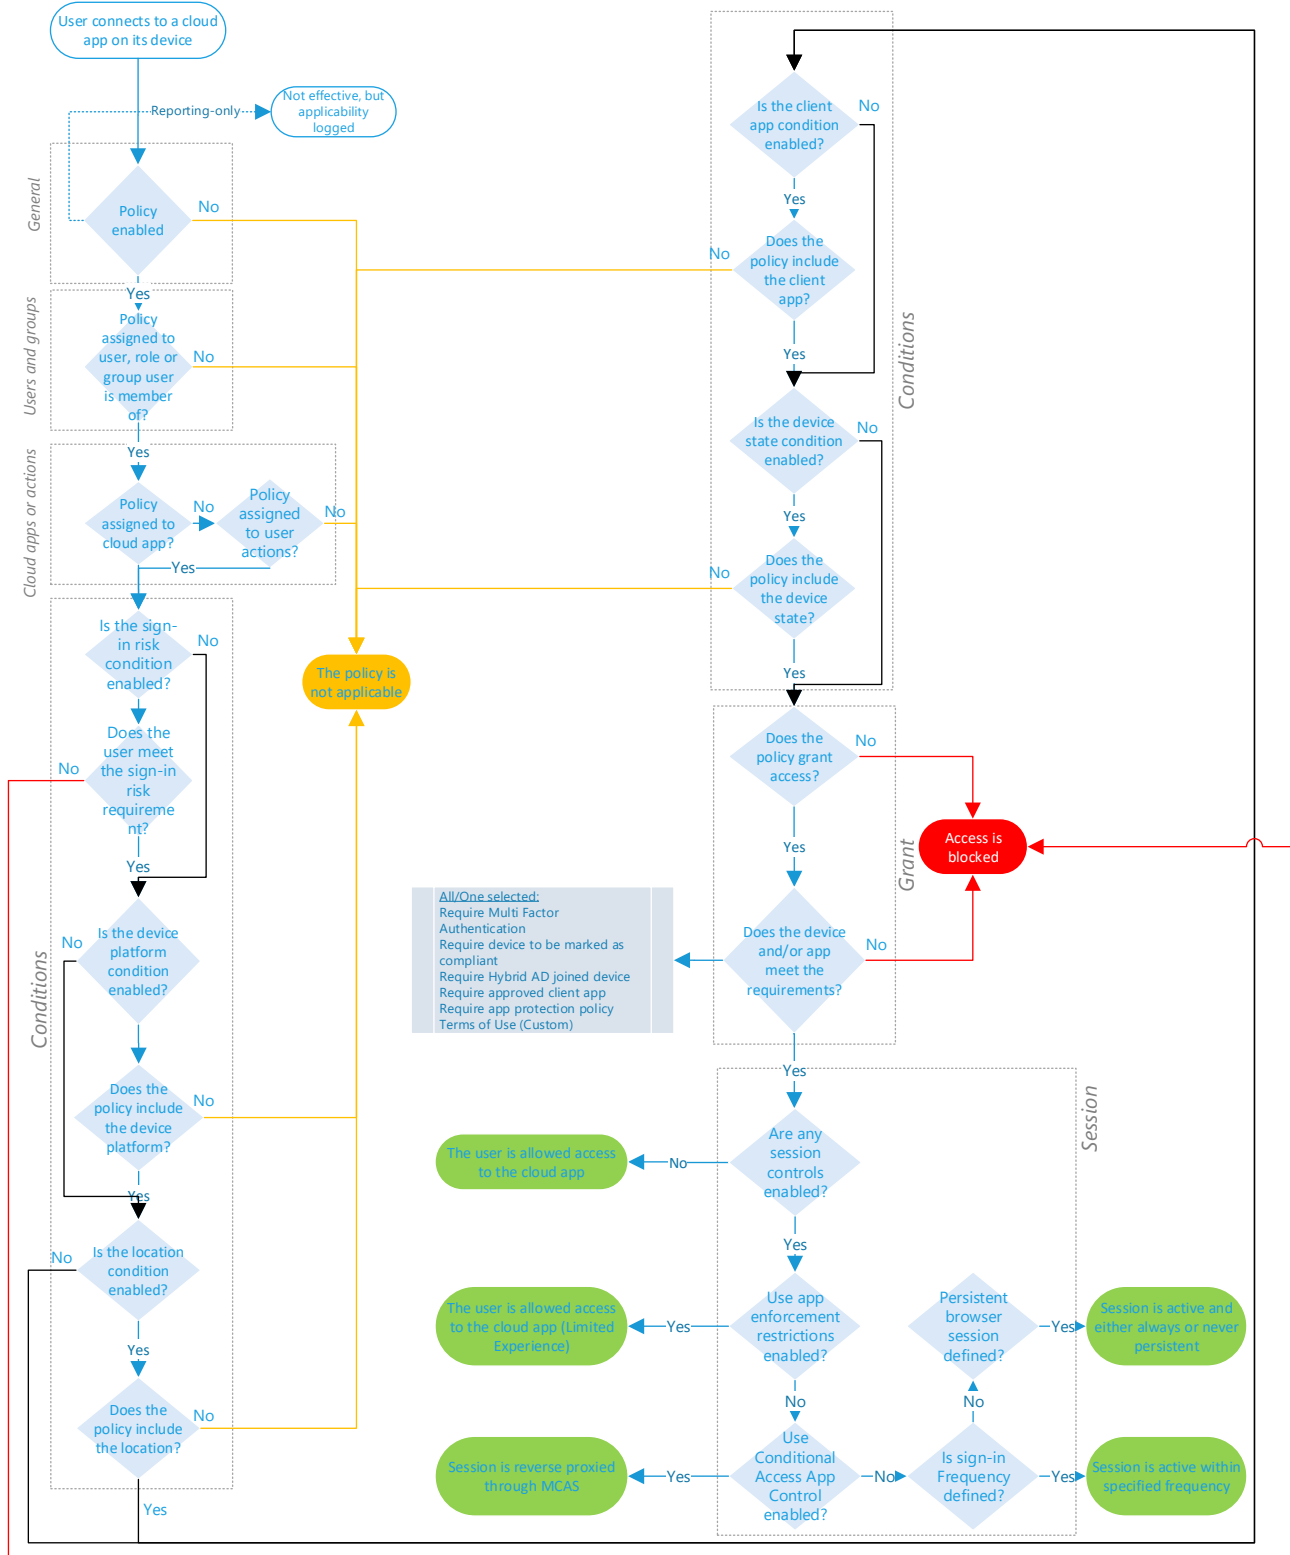 User connects to a cloud
app on its device
Reporting-only
Not effective, but
applicability
logged
General
Policy
enabled
No
Yes
Users and groups
Policy
assigned to
user, role or
group user
is member
of?
No
Yes
Cloud apps or actions
Policy
assigned to
cloud app?
No
Policy
assigned
to user
actions?
No
Yes
Conditions
Is the sign-
in risk
condition
enabled?
No
Does the
user meet
the sign-in
risk
requireme
nt?
No
Yes
Is the device
platform
condition
enabled?
No
Does the
policy include
the device
platform?
No
Yes
Is the location
condition
enabled?
No
Yes
Does the
policy include
the location?
No
Yes
The policy is
not applicable
Conditions
Is the client
app condition
enabled?
No
Yes
Does the
policy include
the client
app?
No
Yes
Is the device
state condition
enabled?
No
Yes
Does the
policy include
the device
state?
No
Yes
Grant
Does the
policy grant
access?
No
Yes
Access is
blocked
Does the device
and/or app
meet the
requirements?
No
Yes
All/One selected:
Require Multi Factor
Authentication
Require device to be marked as
compliant
Require Hybrid AD joined device
Require approved client app
Require app protection policy
Terms of Use (Custom)
Session
Are any
session
controls
enabled?
No
The user is allowed access
to the cloud app
Yes
Use app
enforcement
restrictions
enabled?
Yes
The user is allowed access
to the cloud app (Limited
Experience)
No
Use
Conditional
Access App
Control
enabled?
Yes
Session is reverse proxied
through MCAS
No
Is sign-in
Frequency
defined?
Yes
Session is active within
specified frequency
No
Persistent
browser
session
defined?
Yes
Session is active and
either always or never
persistent